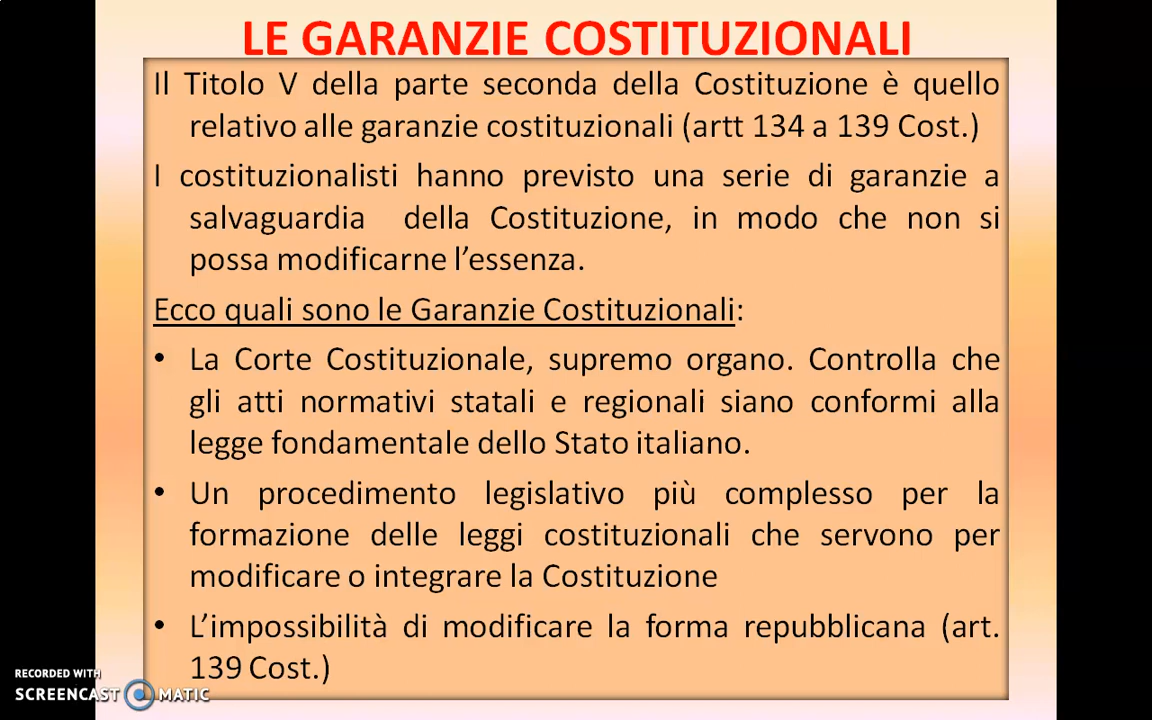 LE GARANZIE COSTITUZIONALI
Il Titolo V della parte seconda della Costituzione è quello
relativo alle garanzie costituzionali (artt 134 a 139 Cost.)
I costituzionalisti hanno previsto una serie di garanzie a
salvaguardia della Costituzione, in modo che non si
possa modificarne l’essenza.
Ecco quali sono le Garanzie Costituzionali:
• La Corte Costituzionale, supremo organo. Controlla che
gli atti normativi statali e regionali siano conformi alla
legge fondamentale dello Stato italiano.
• Un procedimento legislativo più complesso per la
formazione delle leggi costituzionali che servono per
modificare o integrare la Costituzione
• L’impossibilità di modificare la forma repubblicana (art.
139 Cost.)
RECORDED WITH
SCREENCAST MATIC